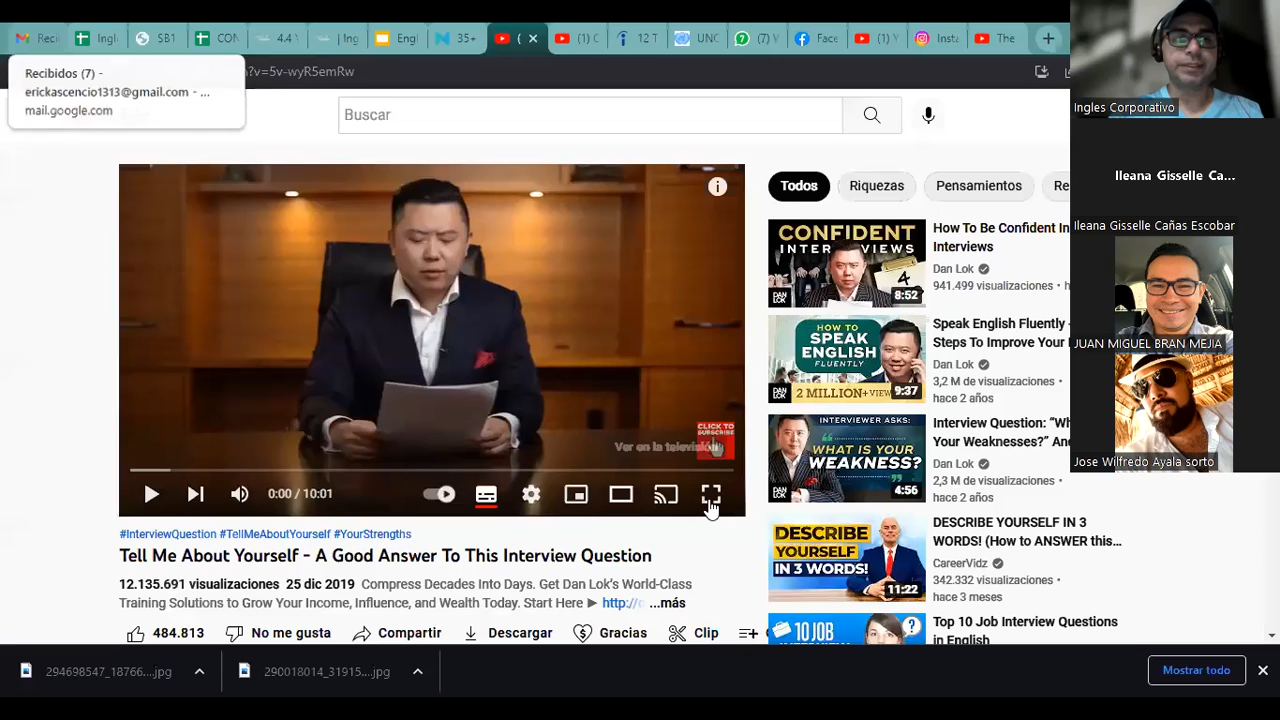 Reci
Ingl
SB1
CON
4.4
Ing
Engl
35+
(
(1) C
12 T
UNC
(7) V
Face
(1) Y
Insta
The
Recibidos (7) -
erickascencio1313@gmail.com - ...
mail.google.com
?v=5v-wyR5emRw
Buscar
Ingles Corporativo
Ileana Gisselle Ca...
Ileana Gisselle Cañas Escobar
JUAN MIGUEL BRAN MEJIA
Jose Wilfredo Ayala sorto
CLICK TO
SUBSCRIBE
Ver en la televisión
0:00 / 10:01
#InterviewQuestion #TellMeAboutYourself #YourStrengths
Tell Me About Yourself - A Good Answer To This Interview Question
12.133.691 visualizaciones 25 dic 2019 Compress Decades Into Days. Get Dan Lok's World-Class
Training Solutions to Grow Your Income, Influence, and Wealth Today. Start Here ► http://c ...más
484.813 No me gusta Compartir Descargar Gracias Clip
Todos Riquezas Pensamientos Re
CONFIDENT
INTERVIEWS
DAN
LOK
8:52
How To Be Confident In
Interviews
Dan Lok
941.499 visualizaciones •
HOW TO
SPEAK
ENGLISH
FLUENTLY
2 MILLION+ VIEW
DAN
LOK
9:37
Speak English Fluently -
Steps To Improve Your
Dan Lok
3,2 M de visualizaciones •
hace 2 años
INTERVIEWER ASKS:
"WHAT IS YOUR
WEAKNESS?"
DAN
LOK
4:56
Interview Question: "Wh
Your Weaknesses?" And
Dan Lok
2,3 M de visualizaciones •
hace 2 años
DESCRIBE
YOURSELF
IN 3 WORDS!
11:22
DESCRIBE YOURSELF IN 3
WORDS! (How to ANSWER this...
CareerVidz
342.332 visualizaciones •
hace 3 meses
10 JOB
Top 10 Job Interview Questions
in English
294698547_18766....jpg
290018014_31915....jpg
Mostrar todo